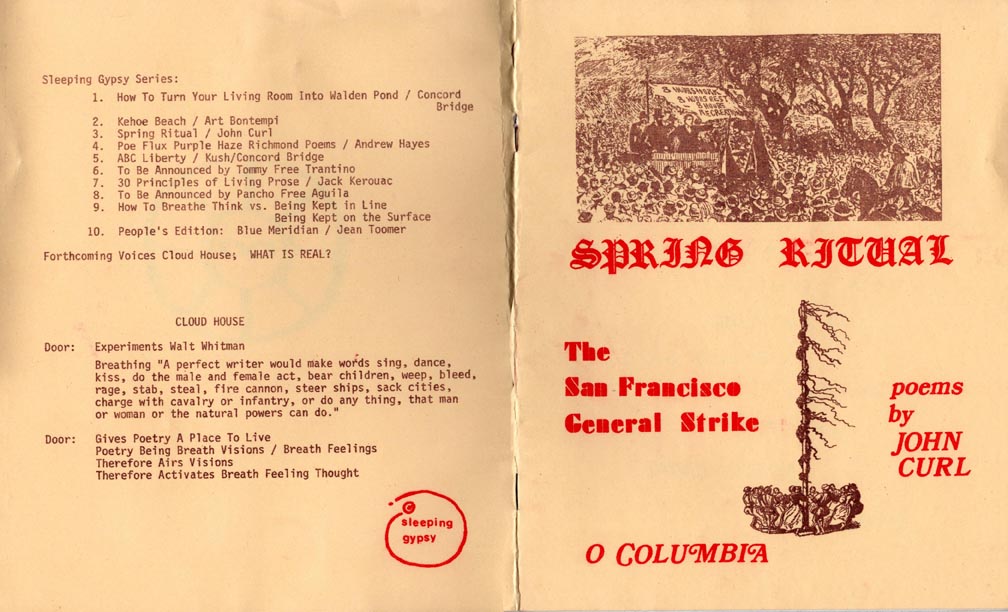 Sleeping Gypsy Series:
1. How To Turn Your Living Room Into Walden Pond / Concord
Bridge
2. Kehoe Beach / Art Bontempi
3. Spring Ritual / John Curl
4. Poe Flux Purple Haze Richmond Poems / Andrew Hayes
5. ABC Liberty / Kush/Concord Bridge
6. To Be Announced by Tommy Free Trantino
7. 30 Principles of Living Prose / Jack Kerouac
8. To Be Announced by Pancho Free Aguila
9. How To Breathe Think vs. Being Kept in Line
Being Kept on the Surface
10. People's Edition: Blue Meridian / Jean Toomer
Forthcoming Voices Cloud House; WHAT IS REAL?
CLOUD HOUSE
Door: Experiments Walt Whitman
Breathing "A perfect writer would make words sing, dance,
kiss, do the male and female act, bear children, weep, bleed,
rage, stab, steal, fire cannon, steer ships, sack cities,
charge with cavalry or infantry, or do any thing, that man
or woman or the natural powers can do."
Door: Gives Poetry A Place To Live
Poetry Being Breath Visions / Breath Feelings
Therefore Airs Visions
Therefore Activates Breath Feeling Thought
©
sleeping
gypsy
8 HOURS WORK
8 HOURS REST
RECREATION
SPRING RITUAL
The
San Francisco
General Strike
poems
by
JOHN
CURL
O COLUMBIA